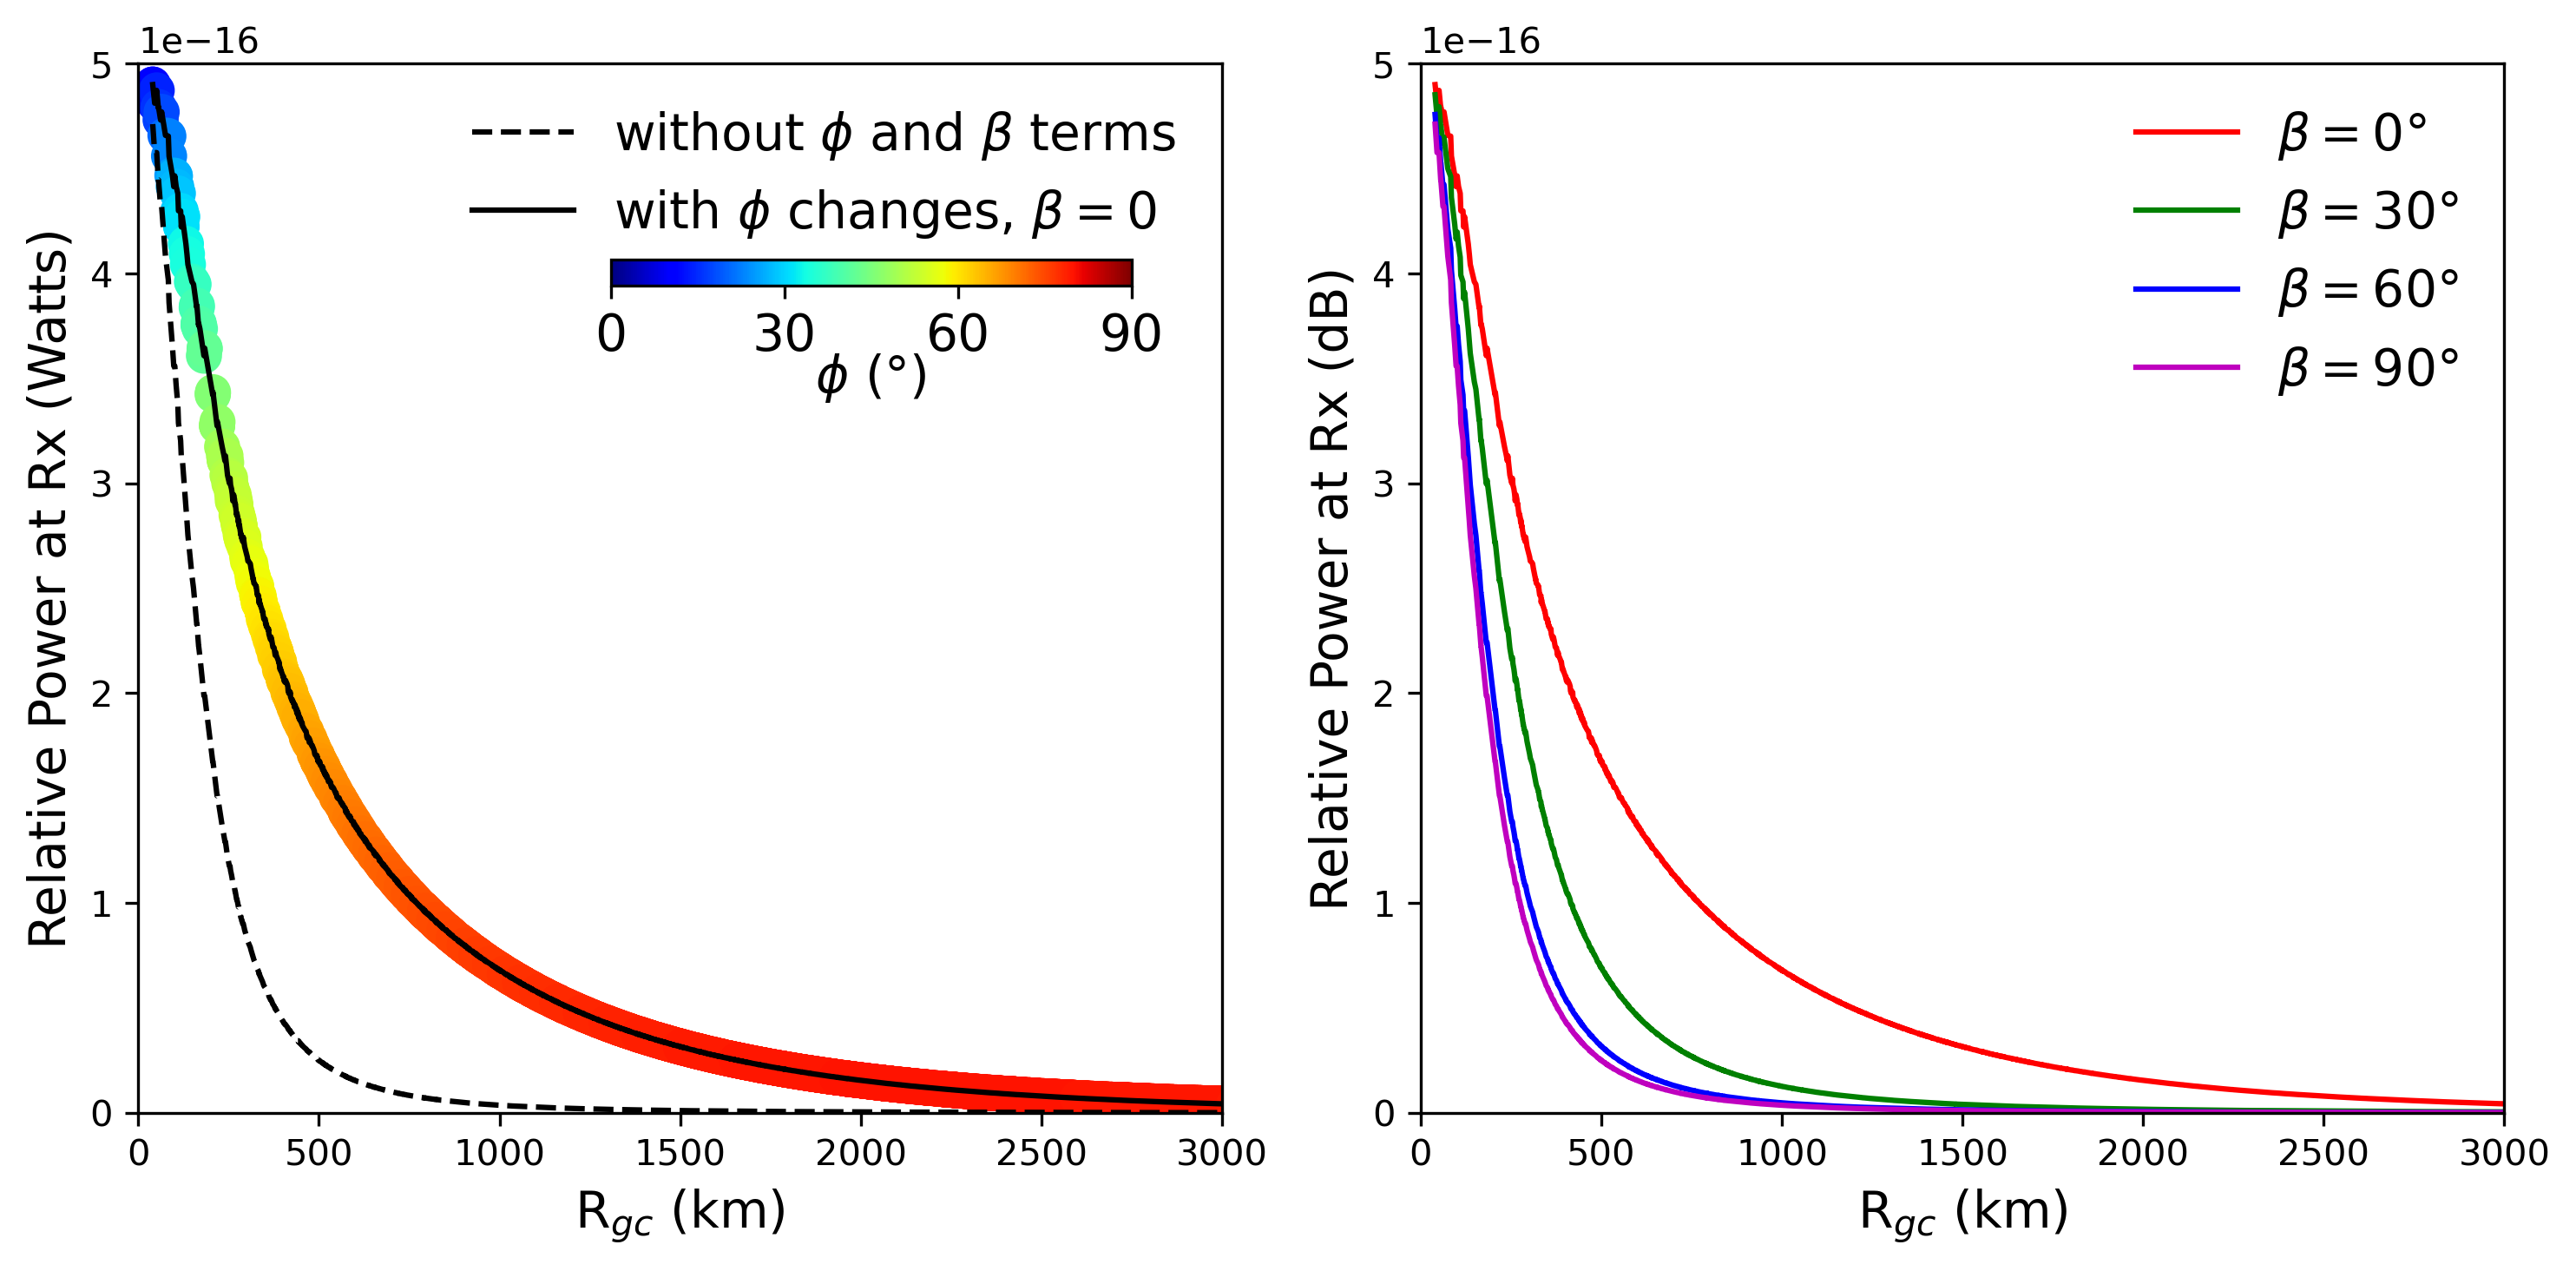 1e−16
5
4
3
2
1
0
Relative Power at Rx (Watts)
without ϕ and β terms
with ϕ changes, β = 0
0 30 60 90
ϕ (°)
0 500 1000 1500 2000 2500 3000
R_gc (km)
1e−16
5
4
3
2
1
0
Relative Power at Rx (dB)
β = 0°
β = 30°
β = 60°
β = 90°
0 500 1000 1500 2000 2500 3000
R_gc (km)